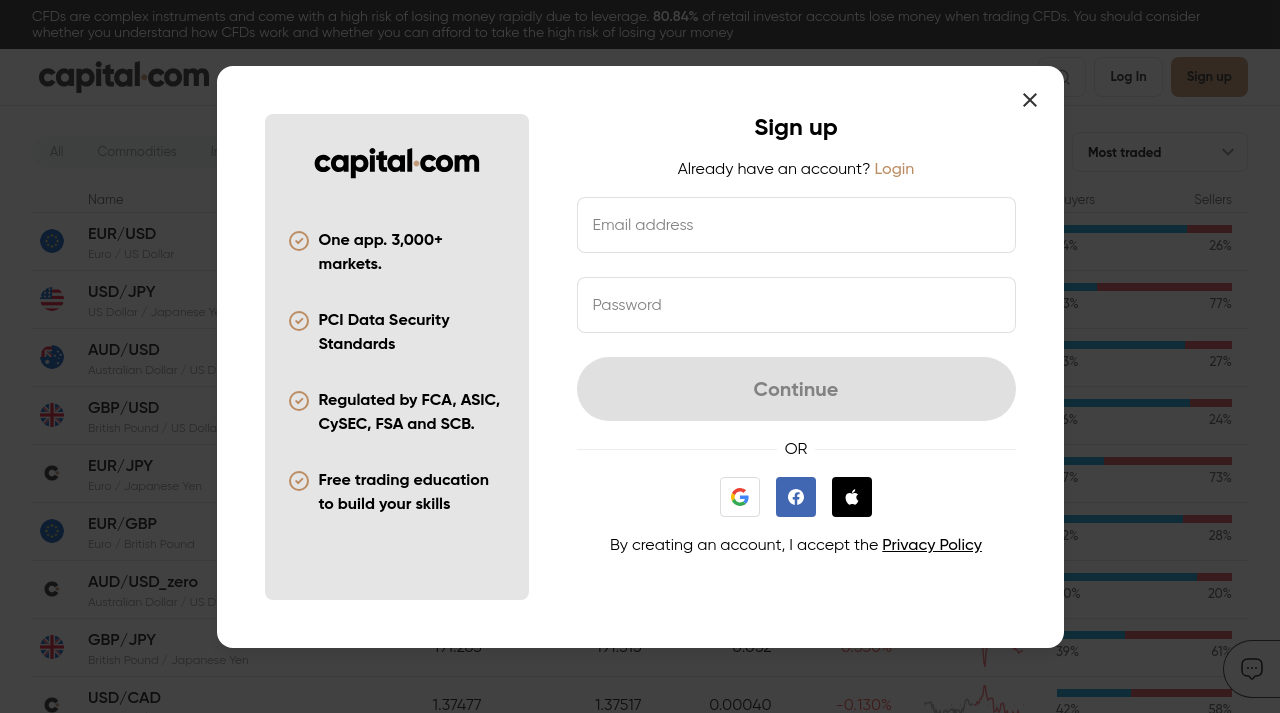 CFDs are complex instruments and come with a high risk of losing money rapidly due to leverage. 80.84% of retail investor accounts lose money when trading CFDs. You should consider
whether you understand how CFDs work and whether you can afford to take the high risk of losing your money
capital.com
Log In
Sign up
All
Commodities
Most traded
Name
Sellers
EUR/USD
Euro / US Dollar
26%
USD/JPY
US Dollar / Japanese
77%
AUD/USD
Australian Dollar / US
27%
GBP/USD
British Pound / US
24%
EUR/JPY
Euro / Japanese Yen
73%
EUR/GBP
Euro / British Pound
28%
AUD/USD_zero
Australian Dollar / US
20%
GBP/JPY
British Pound / Japanese Yen
-0.330%
39%
61%
USD/CAD
1.37477
1.37517
0.00040
-0.130%
42%
58%
capital.com
One app. 3,000+
markets.
PCI Data Security
Standards
Regulated by FCA, ASIC,
CySEC, FSA and SCB.
Free trading education
to build your skills
Sign up
Already have an account? Login
Email address
Password
Continue
OR
By creating an account, I accept the Privacy Policy